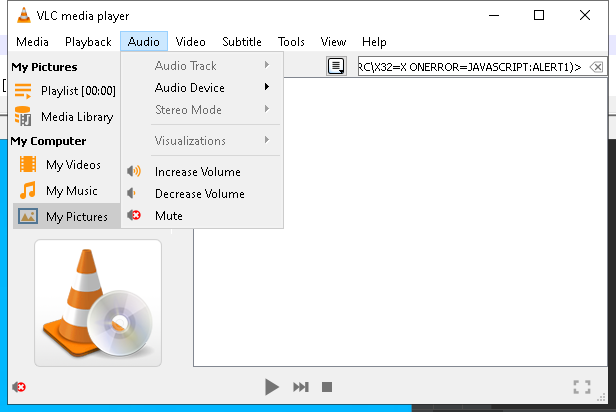 VLC media player
Media Playback Audio Video Subtitle Tools View Help
My Pictures
Playlist [00:00]
Media Library
My Computer
My Videos
My Music
My Pictures
Audio Track
Audio Device
Stereo Mode
Visualizations
Increase Volume
Decrease Volume
Mute
RC\X32=X ONERROR=JAVASCRIPT:ALERT1)>